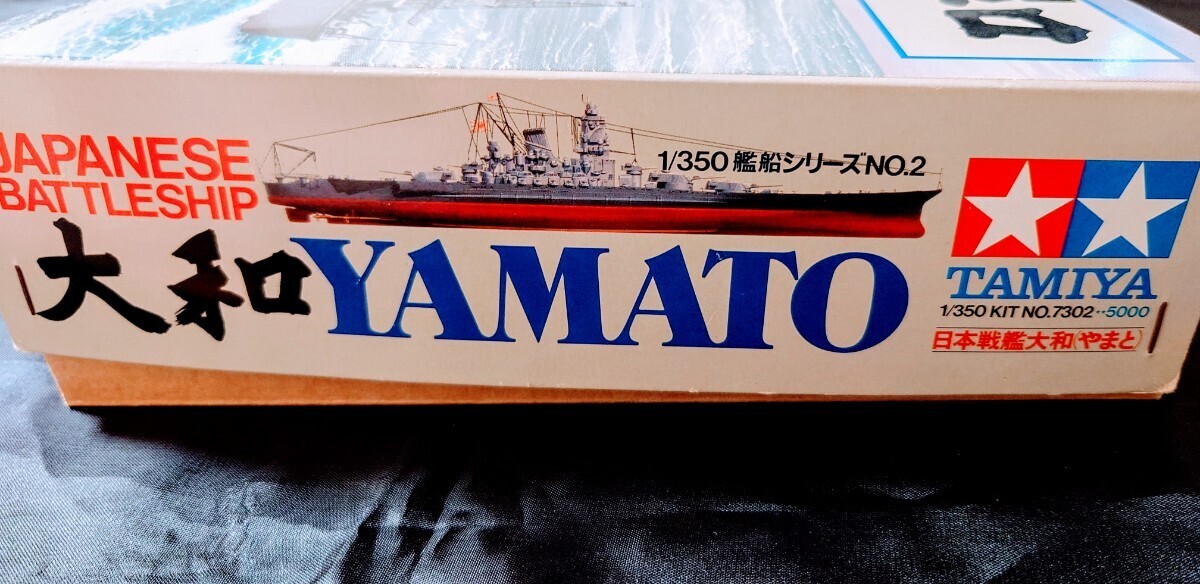 JAPANESE
BATTLESHIP
大和 YAMATO
1/350 艦船シリーズNO.2
TAMIYA
1/350 KIT NO.7302··5000
日本戦艦大和(やまと)